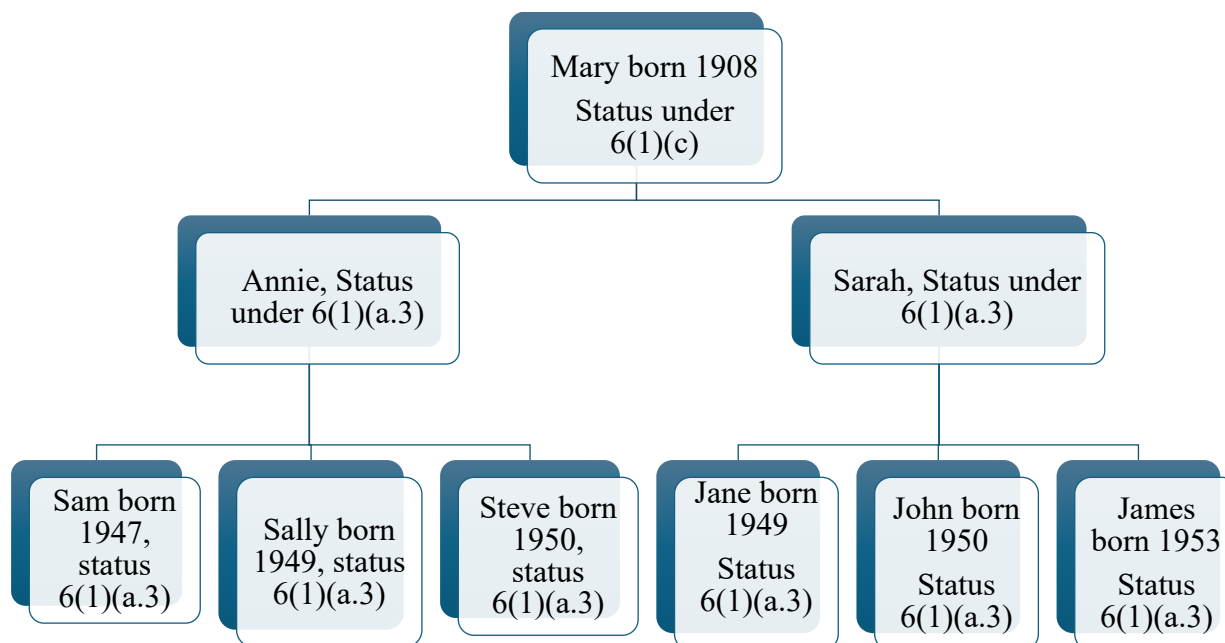 Mary born 1908
Status under
6(1)(c)
Annie, Status
under 6(1)(a.3)
Sarah, Status under
6(1)(a.3)
Sam born
1947,
status
6(1)(a.3)
Sally born
1949, status
6(1)(a.3)
Steve born
1950,
status
6(1)(a.3)
Jane born
1949
Status
6(1)(a.3)
John born
1950
Status
6(1)(a.3)
James
born 1953
Status
6(1)(a.3)